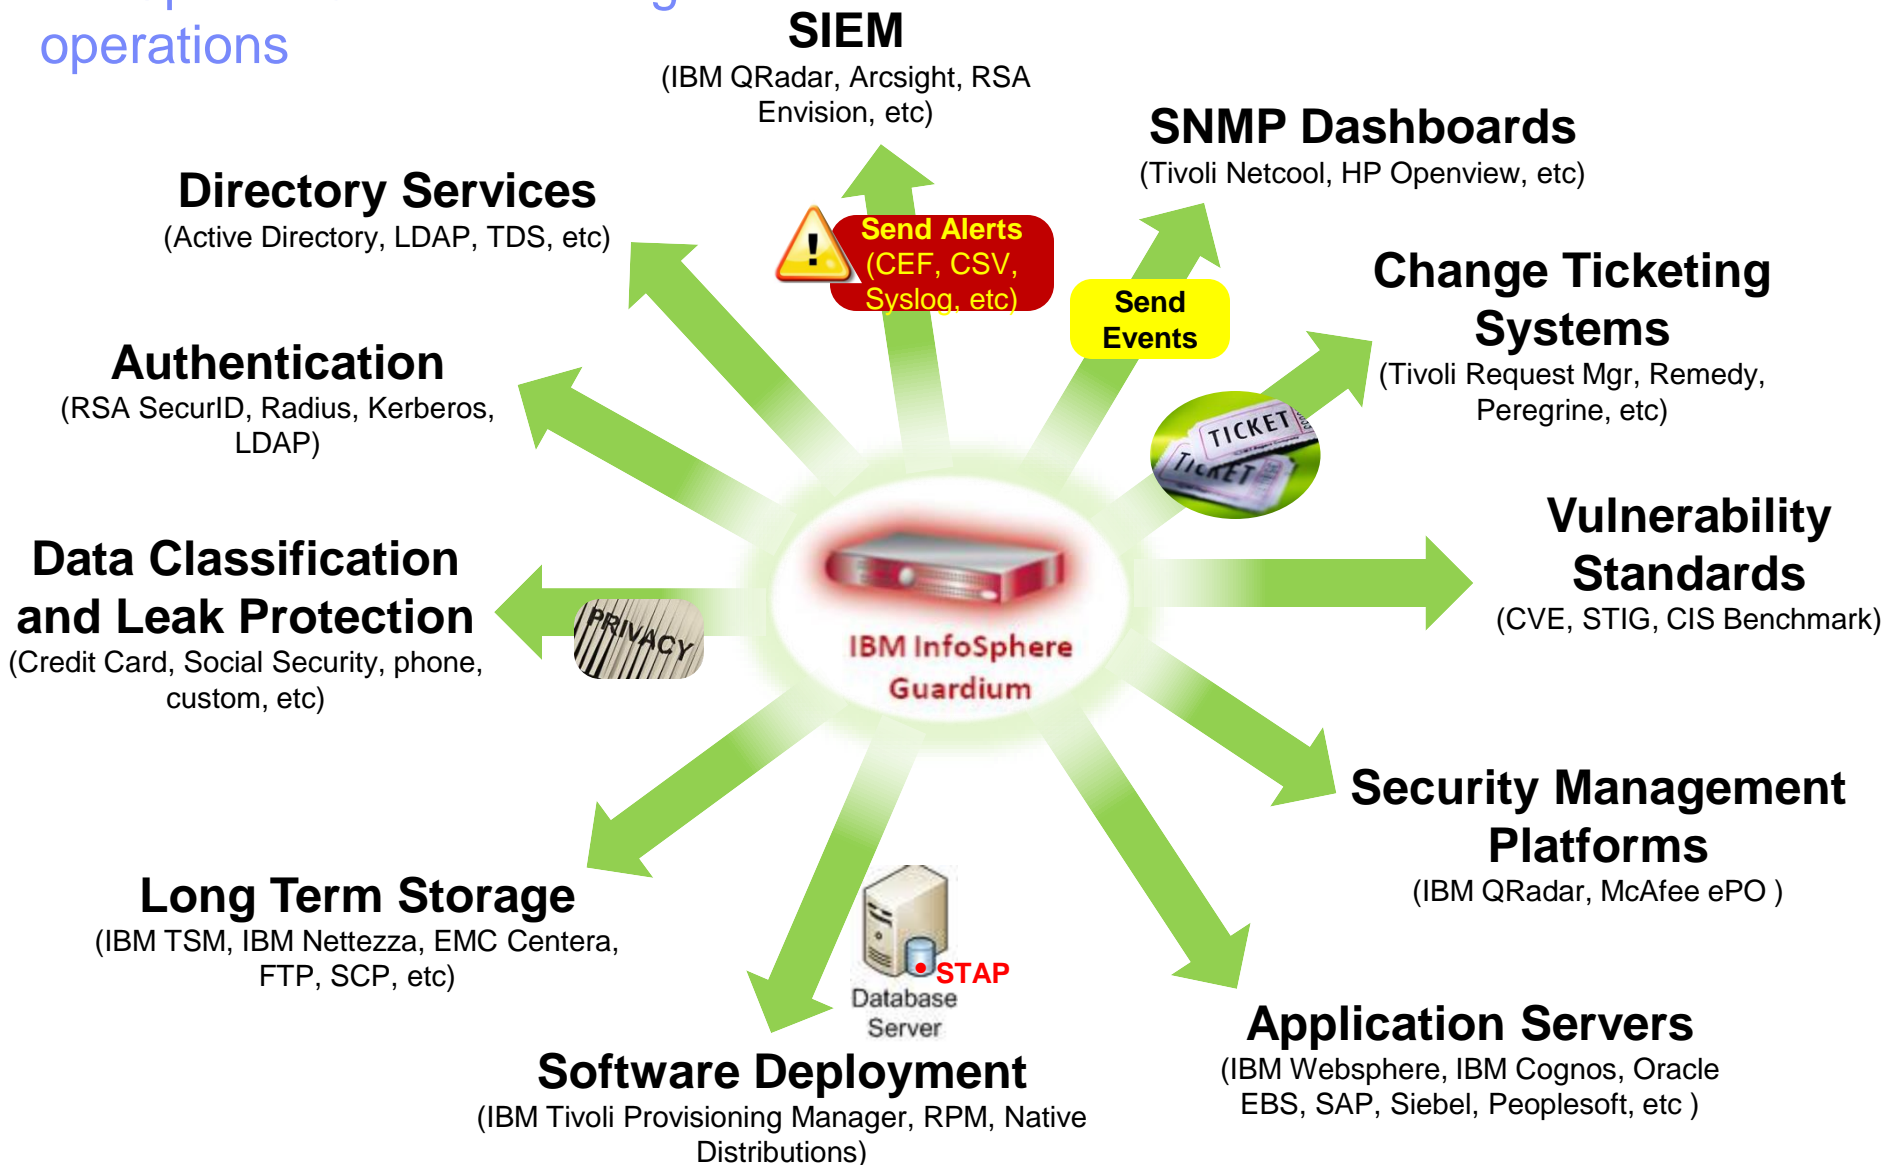 operations
SIEM
(IBM QRadar, Arcsight, RSA
Envision, etc)
SNMP Dashboards
(Tivoli Netcool, HP Openview, etc)
Directory Services
(Active Directory, LDAP, TDS, etc)
Send Alerts
(CEF, CSV,
Syslog, etc)
Send
Events
Change Ticketing
Systems
(Tivoli Request Mgr, Remedy,
Peregrine, etc)
TICKET
TICKET
Authentication
(RSA SecurID, Radius, Kerberos,
LDAP)
Vulnerability
Standards
(CVE, STIG, CIS Benchmark)
Data Classification
and Leak Protection
(Credit Card, Social Security, phone,
custom, etc)
PRIVACY
IBM InfoSphere
Guardium
Security Management
Platforms
(IBM QRadar, McAfee ePO )
Long Term Storage
(IBM TSM, IBM Nettezza, EMC Centera,
FTP, SCP, etc)
STAP
Database
Server
Software Deployment
(IBM Tivoli Provisioning Manager, RPM, Native
Distributions)
Application Servers
(IBM Websphere, IBM Cognos, Oracle
EBS, SAP, Siebel, Peoplesoft, etc )